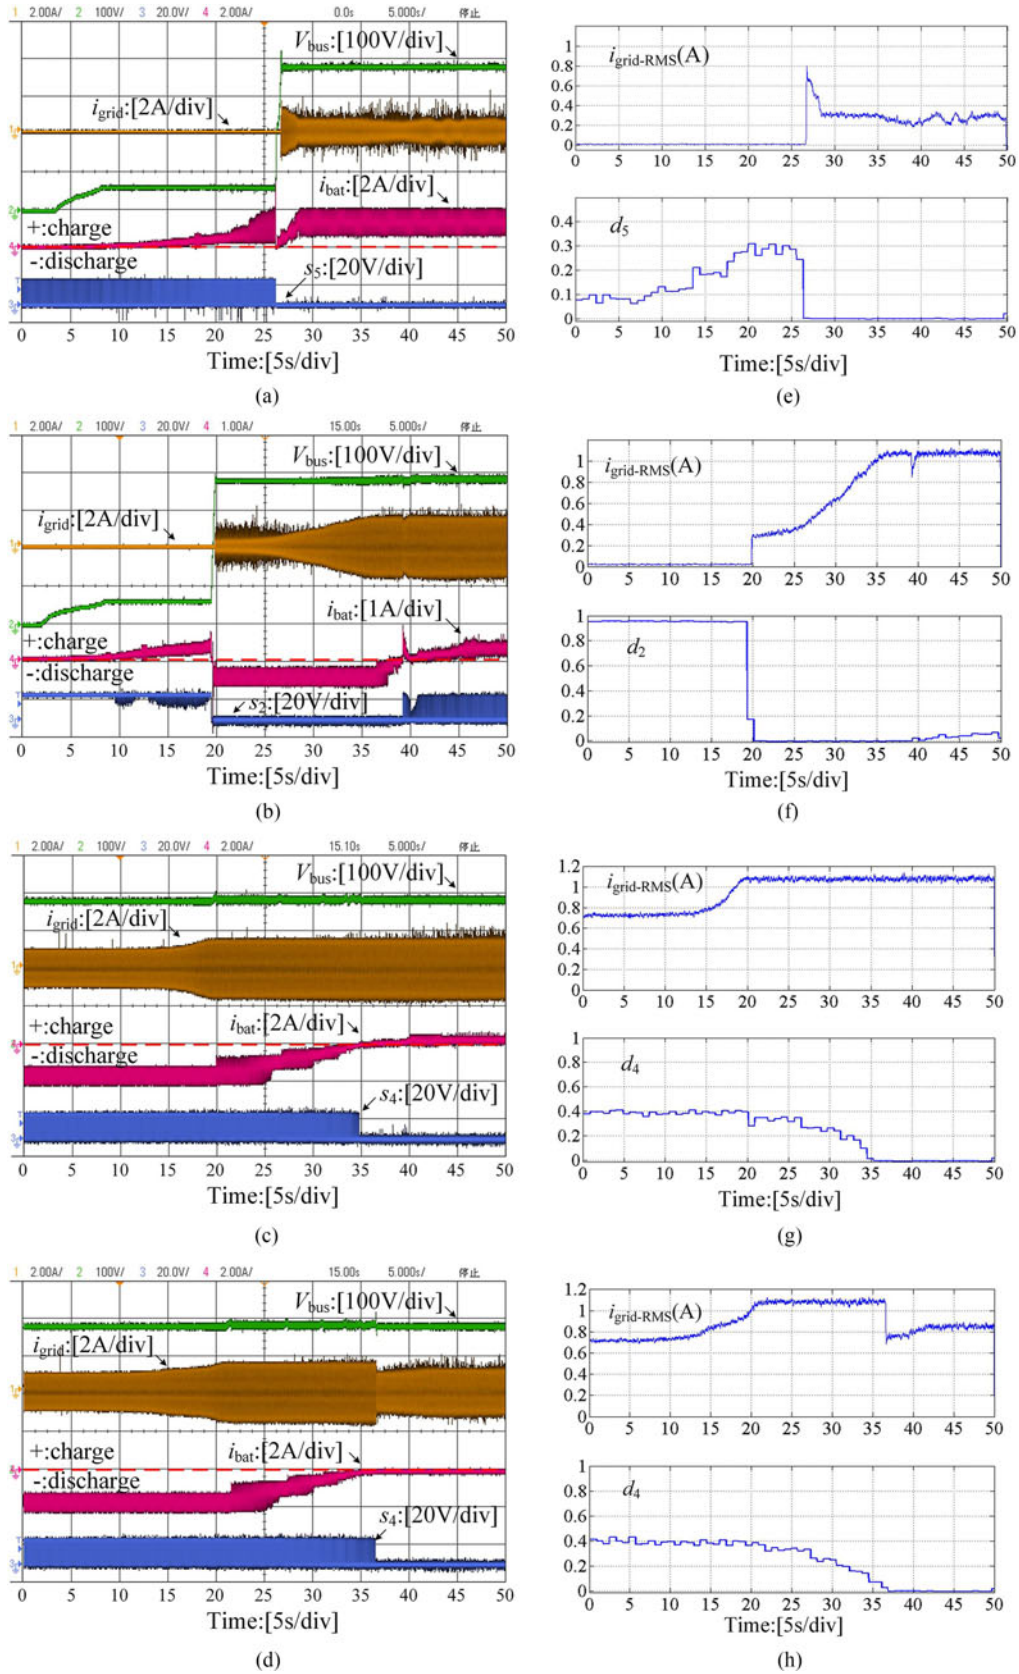 1 2.00A/ 2 100V/ 3 20.0V/ 4 2.00A/ 0.0s 5.000s/ 停止
Vbus:[100V/div]
igrid:[2A/div]
ibat:[2A/div]
+:charge
-:discharge
s5:[20V/div]
0 5 10 15 20 25 30 35 40 45 50
Time:[5s/div]
(a)
igrid-RMS(A)
1
0.8
0.6
0.4
0.2
0
0 5 10 15 20 25 30 35 40 45 50
d5
0.4
0.3
0.2
0.1
0
0 5 10 15 20 25 30 35 40 45 50
Time:[5s/div]
(e)
1 2.00A/ 2 100V/ 3 20.0V/ 4 1.00A/ 15.00s 5.000s/ 停止
Vbus:[100V/div]
igrid:[2A/div]
ibat:[1A/div]
+:charge
-:discharge
s2:[20V/div]
0 5 10 15 20 25 30 35 40 45 50
Time:[5s/div]
(b)
igrid-RMS(A)
1
0.8
0.6
0.4
0.2
0
0 5 10 15 20 25 30 35 40 45 50
d2
1
0.8
0.6
0.4
0.2
0
0 5 10 15 20 25 30 35 40 45 50
Time:[5s/div]
(f)
1 2.00A/ 2 100V/ 3 20.0V/ 4 2.00A/ 15.10s 5.000s/ 停止
Vbus:[100V/div]
igrid:[2A/div]
ibat:[2A/div]
+:charge
-:discharge
s4:[20V/div]
0 5 10 15 20 25 30 35 40 45 50
Time:[5s/div]
(c)
igrid-RMS(A)
1.2
1
0.8
0.6
0.4
0.2
0
0 5 10 15 20 25 30 35 40 45 50
d4
1
0.8
0.6
0.4
0.2
0
0 5 10 15 20 25 30 35 40 45 50
Time:[5s/div]
(g)
1 2.00A/ 2 100V/ 3 20.0V/ 4 2.00A/ 15.00s 5.000s/ 停止
Vbus:[100V/div]
igrid:[2A/div]
ibat:[2A/div]
+:charge
-:discharge
s4:[20V/div]
0 5 10 15 20 25 30 35 40 45 50
Time:[5s/div]
(d)
igrid-RMS(A)
1.2
1
0.8
0.6
0.4
0.2
0
0 5 10 15 20 25 30 35 40 45 50
d4
1
0.8
0.6
0.4
0.2
0
0 5 10 15 20 25 30 35 40 45 50
Time:[5s/div]
(h)